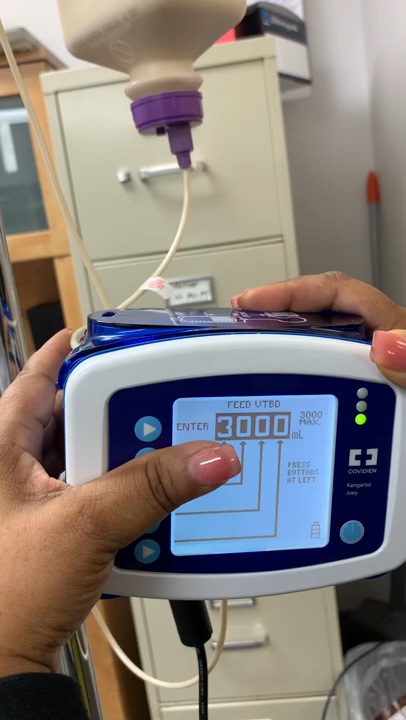 FEED VTBD
ENTER 3000 mL
3000 MAX.
PRESS
BUTTONS
AT LEFT
COVIDIEN
Kangaroo
Joey